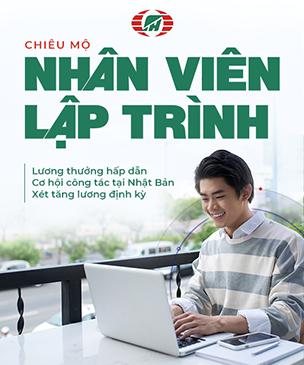 CHIÊU MỘ
NHÂN VIÊN
LẬP TRÌNH
Lương thưởng hấp dẫn
Cơ hội công tác tại Nhật Bản
Xét tăng lương định kỳ